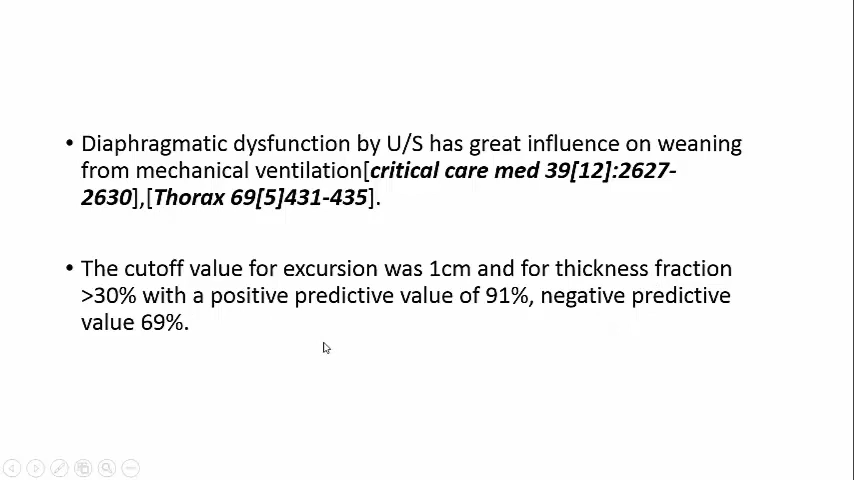 • Diaphragmatic dysfunction by U/S has great influence on weaning
from mechanical ventilation[critical care med 39[12]:2627-
2630],[Thorax 69[5]431-435].
• The cutoff value for excursion was 1cm and for thickness fraction
>30% with a positive predictive value of 91%, negative predictive
value 69%.